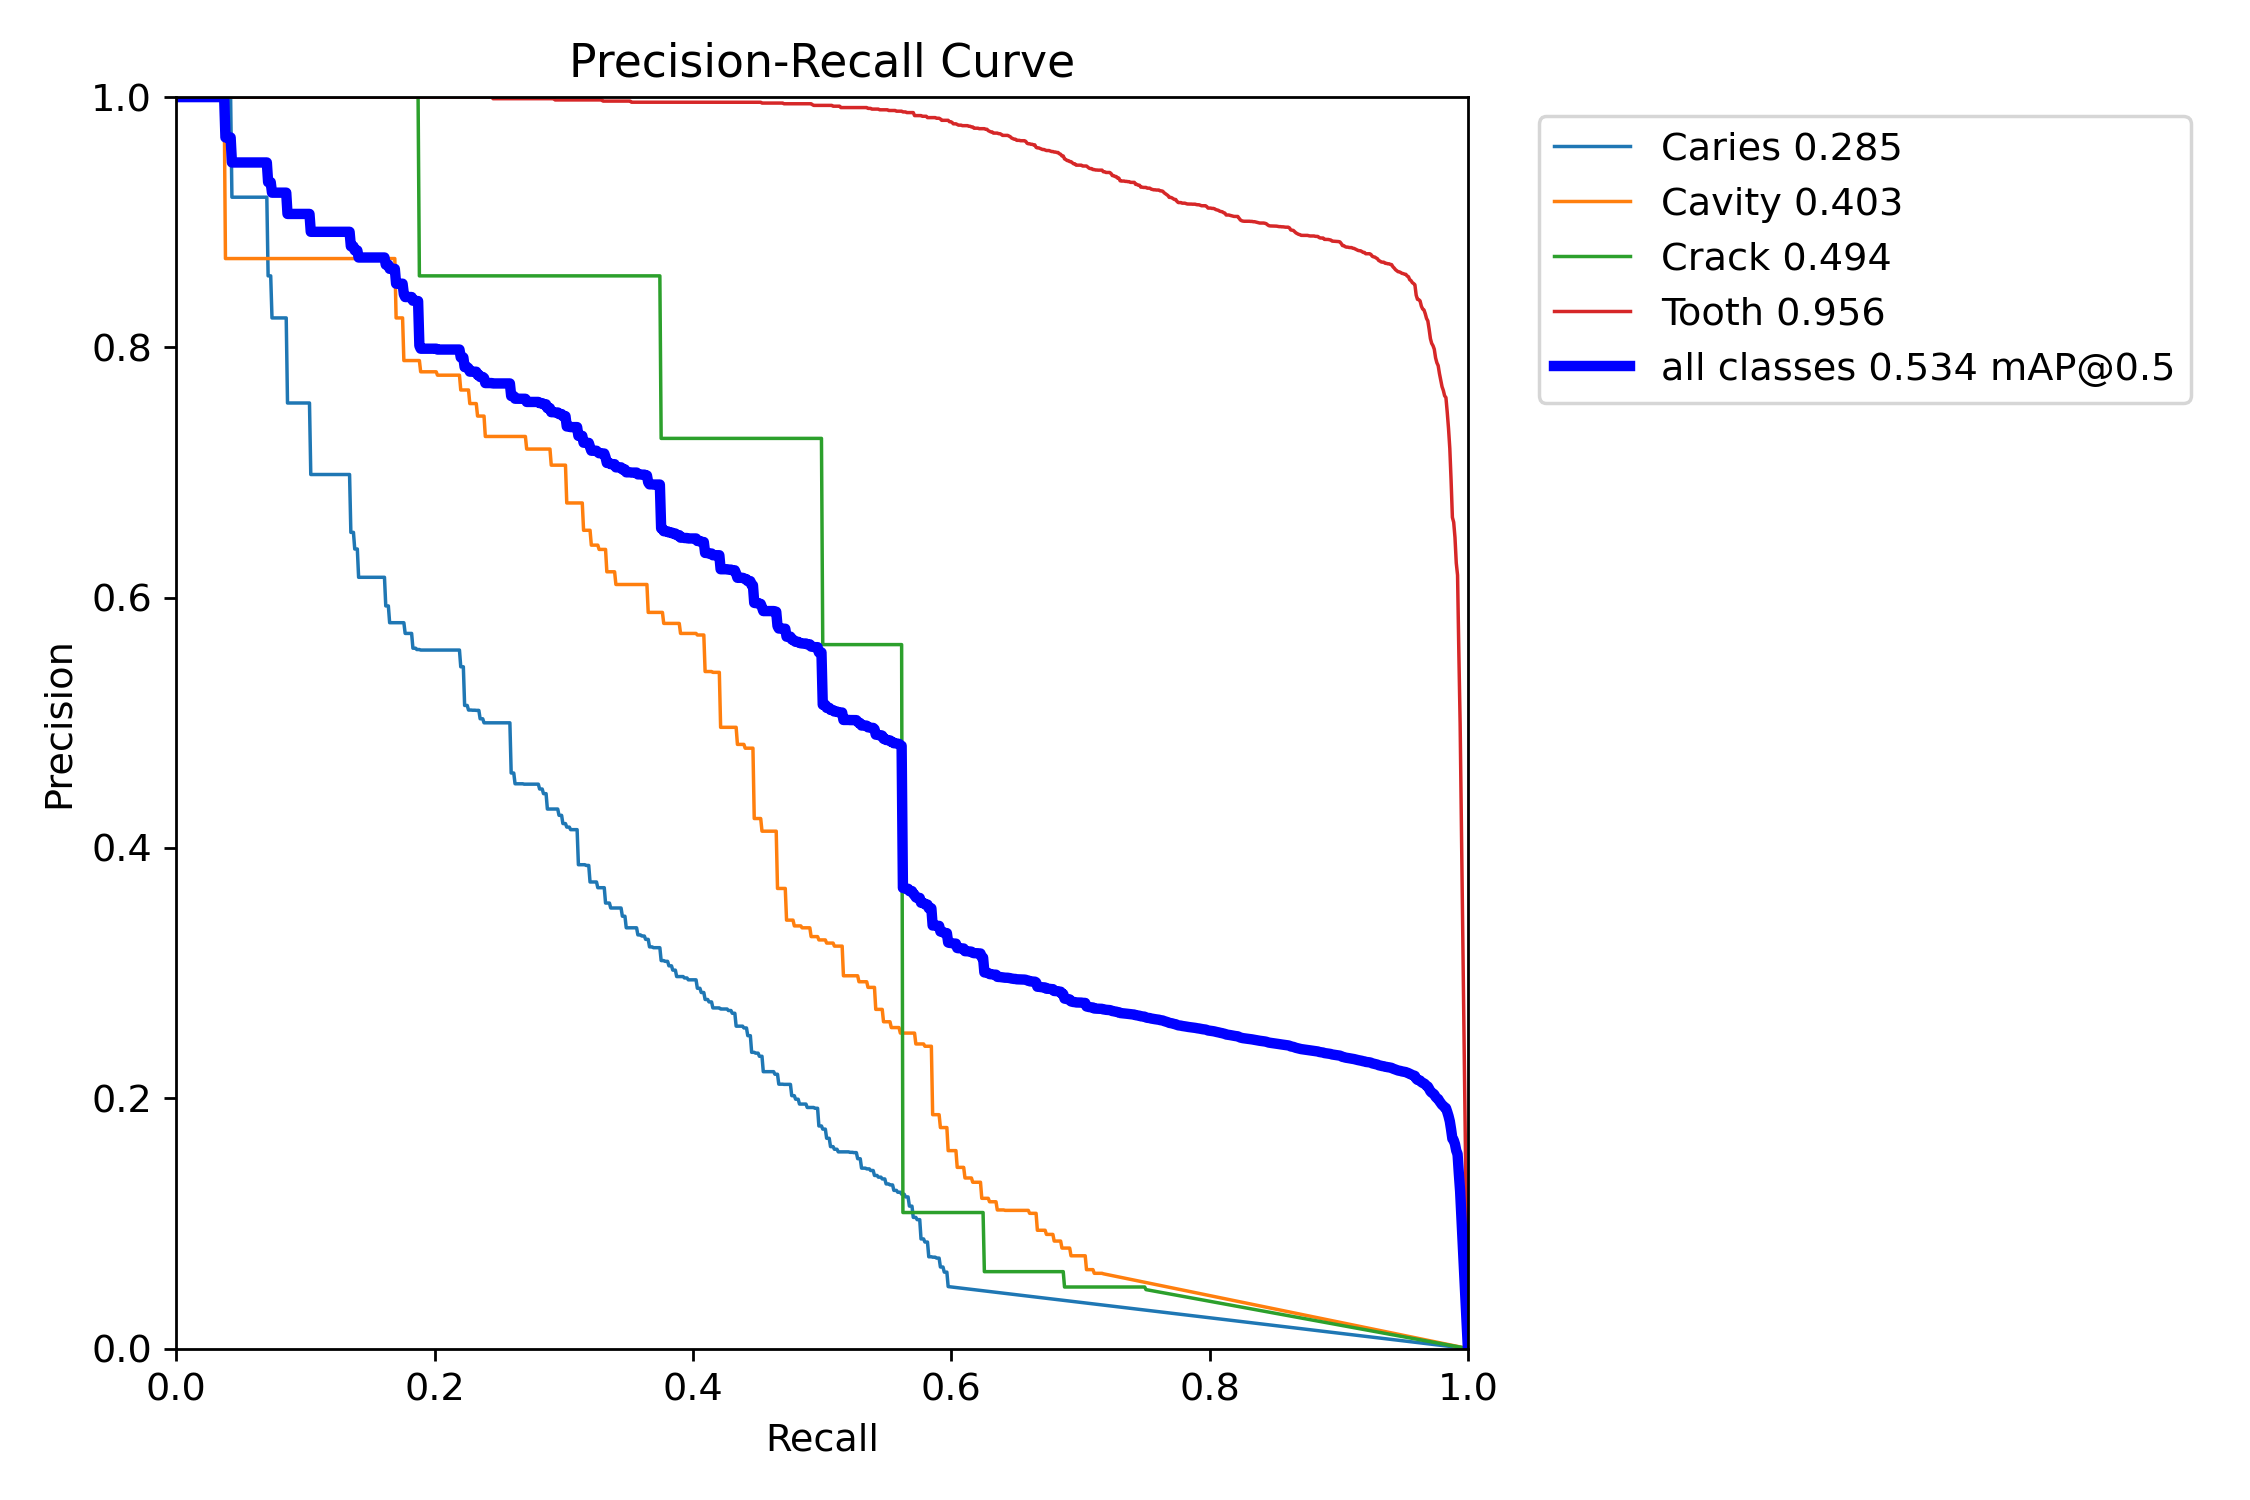 Precision-Recall Curve
1.0
0.8
0.6
0.4
0.2
0.0
Precision
0.0 0.2 0.4 0.6 0.8 1.0
Recall
Caries 0.285
Cavity 0.403
Crack 0.494
Tooth 0.956
all classes 0.534 mAP@0.5